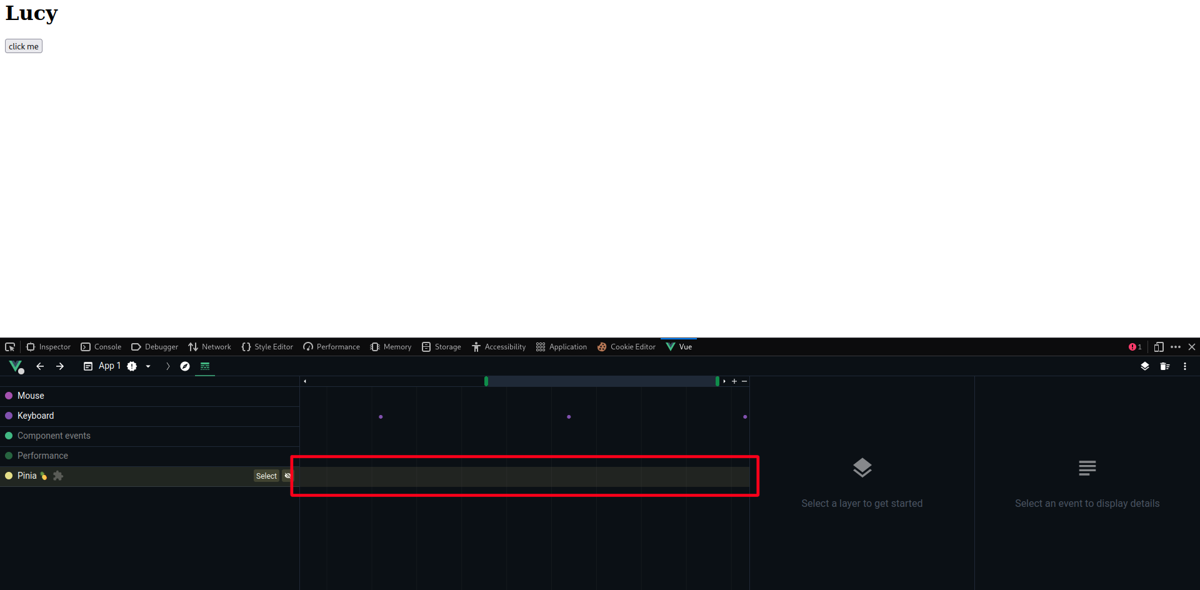 Lucy
click me
Inspector Console Debugger Network Style Editor Performance Memory Storage Accessibility Application Cookie Editor Vue 1
App 1
Mouse
Keyboard
Component events
Performance
Pinia 🍍 Select
Select a layer to get started
Select an event to display details